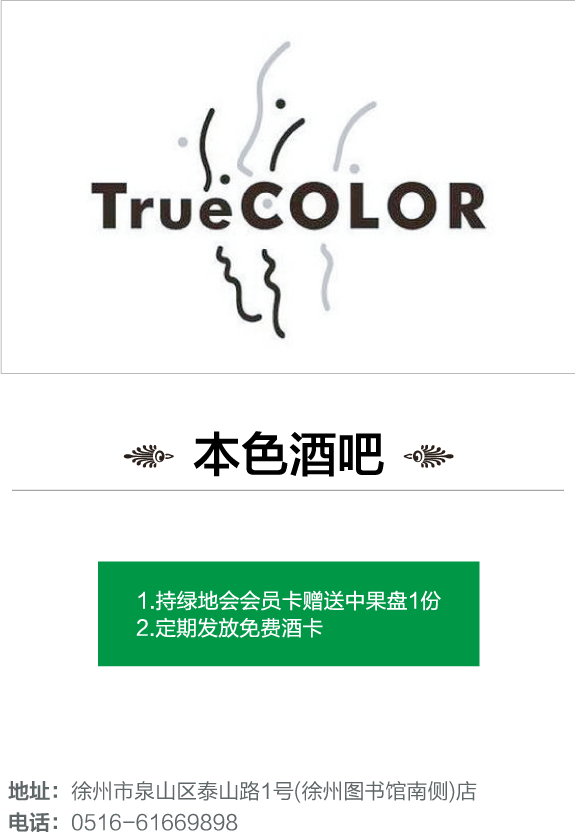 TrueCOLOR
本色酒吧
1.持绿地会会员卡赠送中果盘1份
2.定期发放免费酒卡
地址：徐州市泉山区泰山路1号(徐州图书馆南侧)店
电话：0516-61669898